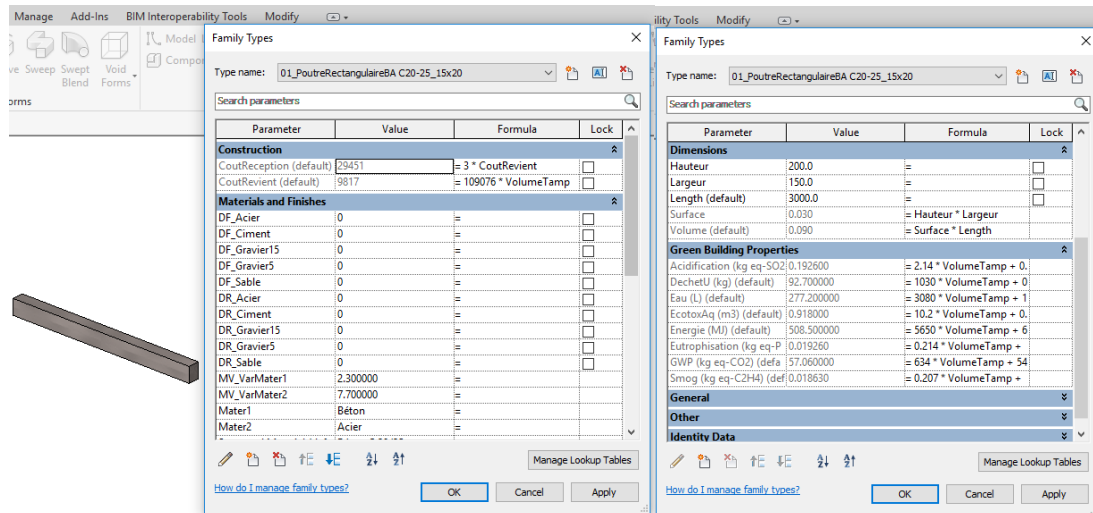 Manage Add-Ins BIM Interoperability Tools Modify
Sweep Swept Blend Void Forms
Model
Compo
Family Types
Type name: 01_PoutreRectangulaireBA C20-25_15x20
Search parameters
Parameter Value Formula Lock
Construction
CoutReception (default) 29451 = 3 * CoutRevient
CoutRevient (default) 9817 = 109076 * VolumeTamp
Materials and Finishes
DF_Acier 0 =
DF_Ciment 0 =
DF_Gravier15 0 =
DF_Gravier5 0 =
DF_Sable 0 =
DR_Acier 0 =
DR_Ciment 0 =
DR_Gravier15 0 =
DR_Gravier5 0 =
DR_Sable 0 =
MV_VarMater1 2.300000 =
MV_VarMater2 7.700000 =
Mater1 Béton =
Mater2 Acier =
Manage Lookup Tables
How do I manage family types?
OK Cancel Apply
ility Tools Modify
Family Types
Type name: 01_PoutreRectangulaireBA C20-25_15x20
Search parameters
Parameter Value Formula Lock
Dimensions
Hauteur 200.0 =
Largeur 150.0 =
Length (default) 3000.0 =
Surface 0.030 = Hauteur * Largeur
Volume (default) 0.090 = Surface * Length
Green Building Properties
Acidification (kg eq-SO2 0.192600 = 2.14 * VolumeTamp + 0.
DechetU (kg) (default) 92.700000 = 1030 * VolumeTamp + 0
Eau (L) (default) 277.200000 = 3080 * VolumeTamp + 1
EcotoxAq (m3) (default) 0.918000 = 10.2 * VolumeTamp + 0.
Energie (MJ) (default) 508.500000 = 5650 * VolumeTamp + 6
Eutrophisation (kg eq-P 0.019260 = 0.214 * VolumeTamp +
GWP (kg eq-CO2) (defa 57.060000 = 634 * VolumeTamp + 54
Smog (kg eq-C2H4) (def 0.018630 = 0.207 * VolumeTamp +
General
Other
Identity Data
Manage Lookup Tables
How do I manage family types?
OK Cancel Apply